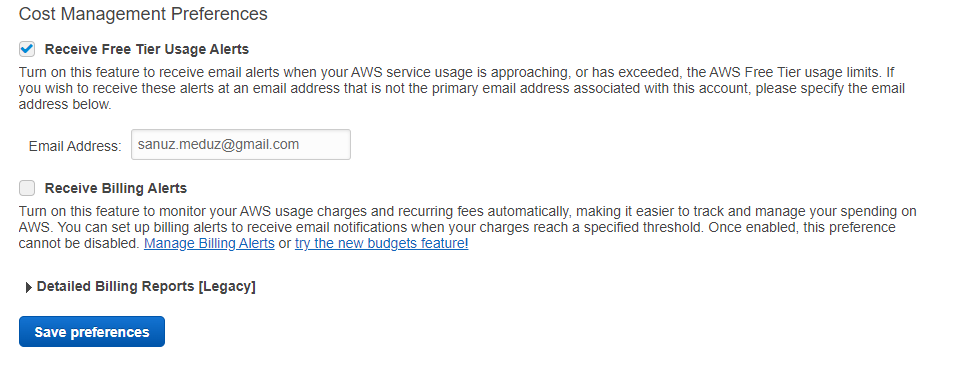 Cost Management Preferences
Receive Free Tier Usage Alerts
Turn on this feature to receive email alerts when your AWS service usage is approaching, or has exceeded, the AWS Free Tier usage limits. If
you wish to receive these alerts at an email address that is not the primary email address associated with this account, please specify the email
address below.
Email Address: sanuz.meduz@gmail.com
Receive Billing Alerts
Turn on this feature to monitor your AWS usage charges and recurring fees automatically, making it easier to track and manage your spending on
AWS. You can set up billing alerts to receive email notifications when your charges reach a specified threshold. Once enabled, this preference
cannot be disabled. Manage Billing Alerts or try the new budgets feature!
Detailed Billing Reports [Legacy]
Save preferences